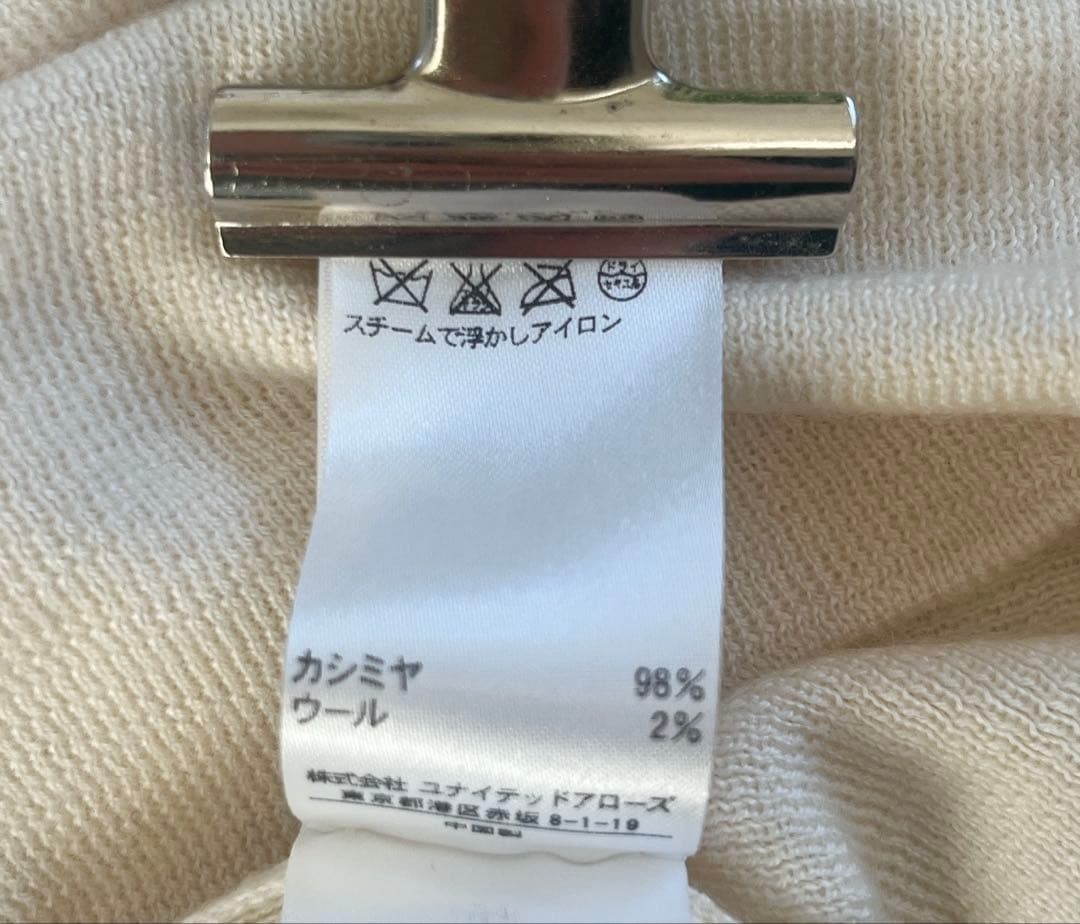 ドライ
セキユ系
スチームで浮かしアイロン
カシミヤ 98%
ウール 2%
株式会社 ユナイテッドアローズ
東京都港区赤坂 8-1-19
中国製